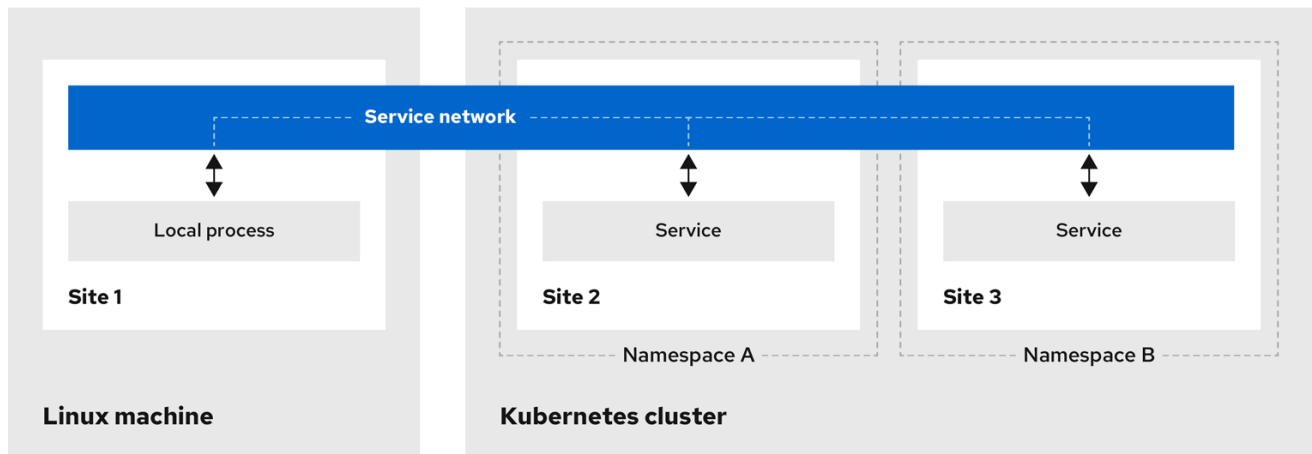 Service network
Local process
Site 1
Linux machine
Service
Site 2
Namespace A
Service
Site 3
Namespace B
Kubernetes cluster